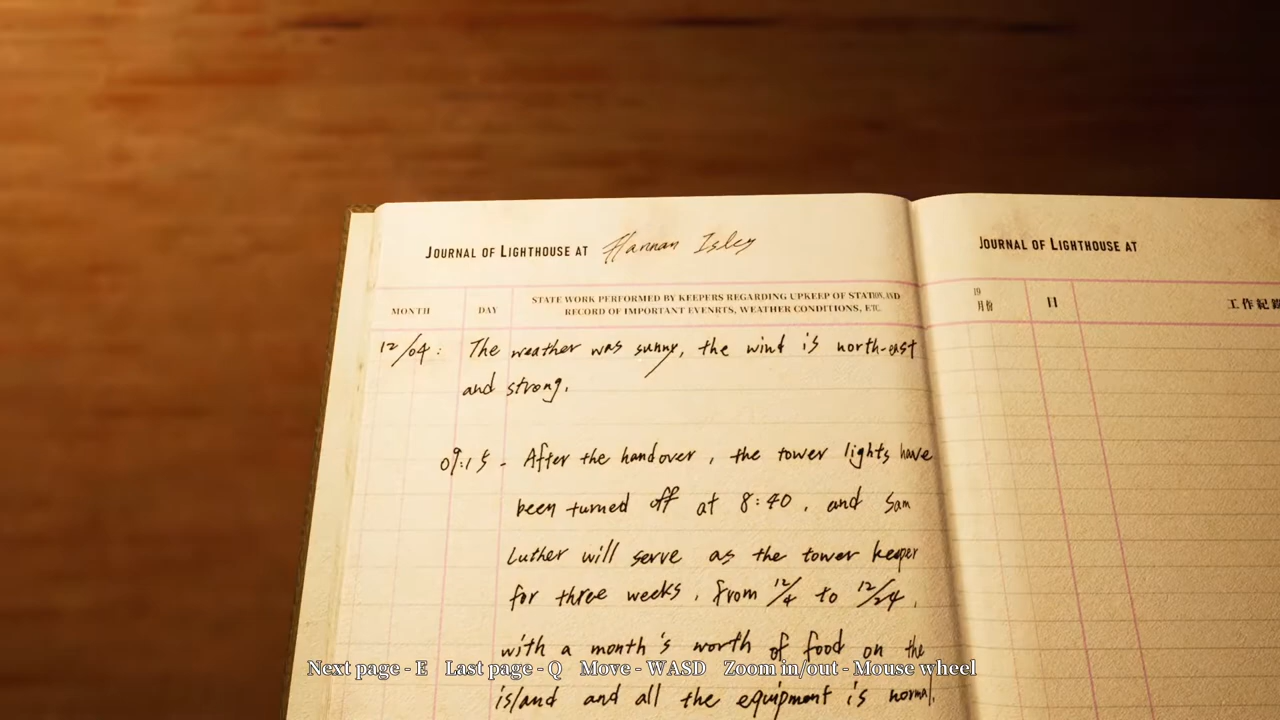 JOURNAL OF LIGHTHOUSE AT Hannan Isley
MONTH DAY STATE WORK PERFORMED BY KEEPERS REGARDING UPKEEP OF STATION, AND
RECORD OF IMPORTANT EVENRTS, WEATHER CONDITIONS, ETC.
12/04: The weather was sunny, the wind is north-east
and strong.
09:15 - After the handover, the tower lights have
been turned off at 8:40, and Sam
Luther will serve as the tower keeper
for three weeks, from 12/4 to 12/24,
with a month's worth of food on the
island and all the equipment is normal.
JOURNAL OF LIGHTHOUSE AT
19
月份 日 工作紀錄
Next page - E Last page - Q Move - WASD Zoom in/out - Mouse wheel